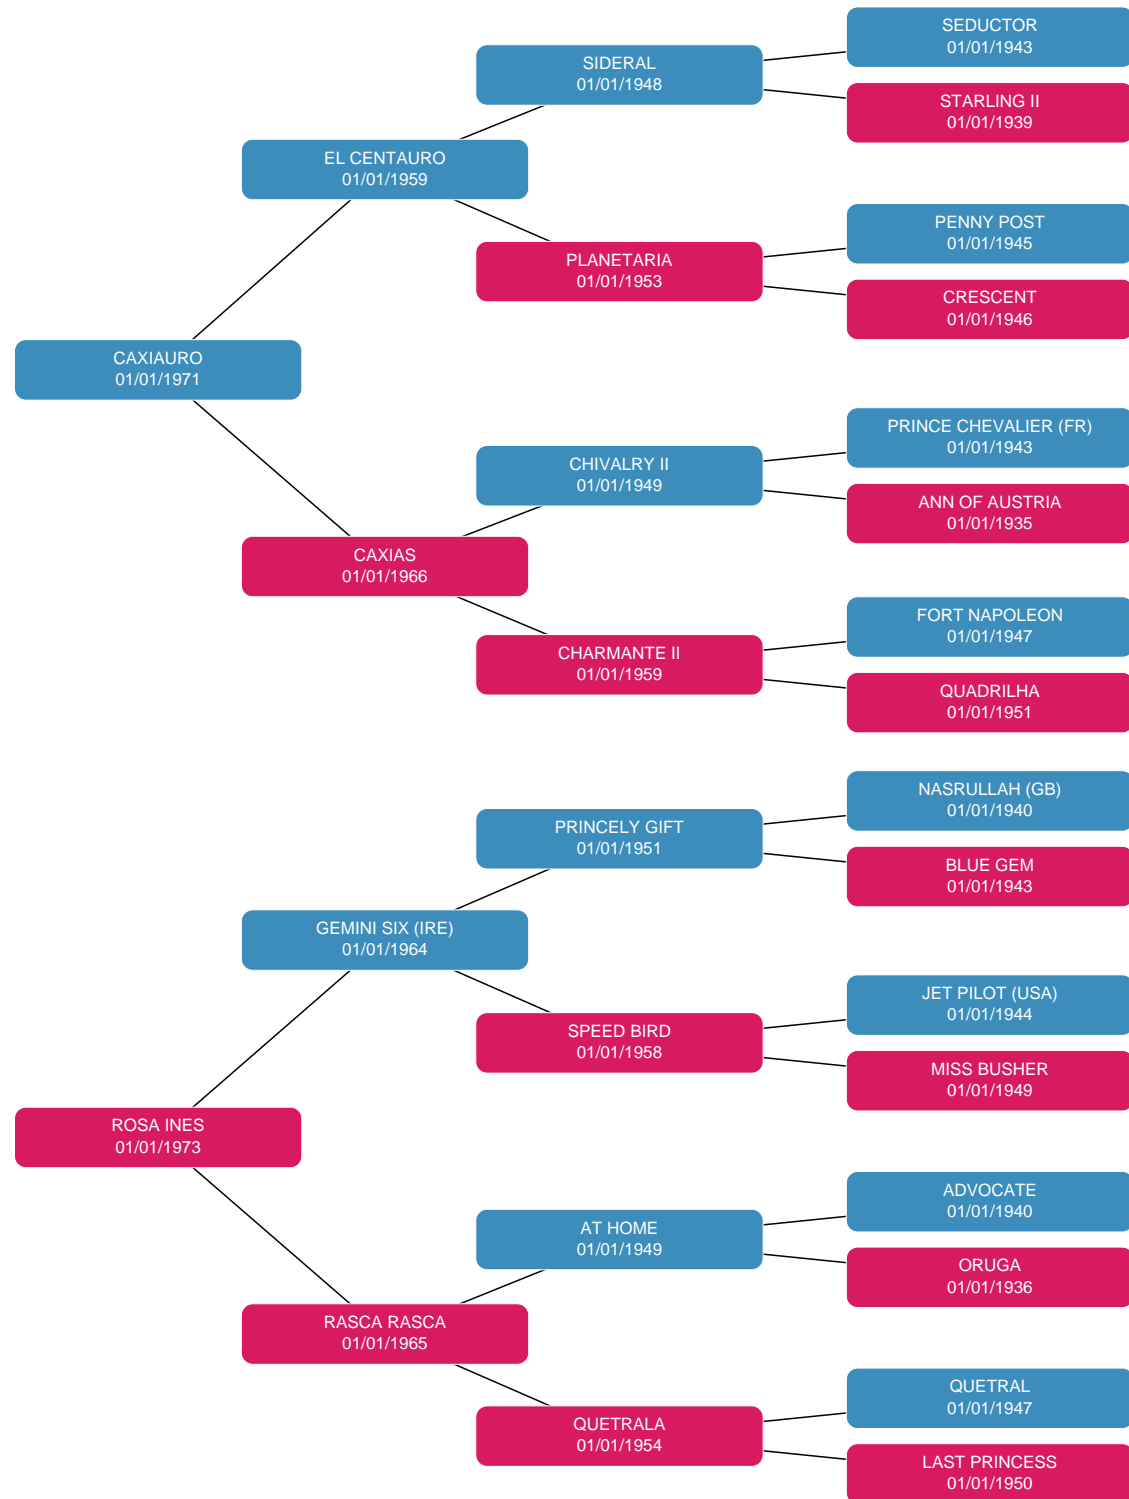 SEDUCTOR
01/01/1943
SIDERAL
01/01/1948
STARLING II
01/01/1939
EL CENTAURO
01/01/1959
PENNY POST
01/01/1945
PLANETARIA
01/01/1953
CRESCENT
01/01/1946
CAXIAURO
01/01/1971
PRINCE CHEVALIER (FR)
01/01/1943
CHIVALRY II
01/01/1949
ANN OF AUSTRIA
01/01/1935
CAXIAS
01/01/1966
FORT NAPOLEON
01/01/1947
CHARMANTE II
01/01/1959
QUADRILHA
01/01/1951
NASRULLAH (GB)
01/01/1940
PRINCELY GIFT
01/01/1951
BLUE GEM
01/01/1943
GEMINI SIX (IRE)
01/01/1964
JET PILOT (USA)
01/01/1944
SPEED BIRD
01/01/1958
MISS BUSHER
01/01/1949
ROSA INES
01/01/1973
ADVOCATE
01/01/1940
AT HOME
01/01/1949
ORUGA
01/01/1936
RASCA RASCA
01/01/1965
QUETRAL
01/01/1947
QUETRALA
01/01/1954
LAST PRINCESS
01/01/1950